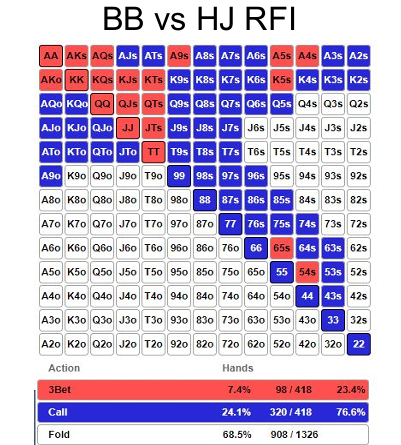 BB vs HJ RFI
AA AKs AQs AJs ATs A9s A8s A7s A6s A5s A4s A3s A2s
AKo KK KQs KJs KTs K9s K8s K7s K6s K5s K4s K3s K2s
AQo KQo QQ QJs QTs Q9s Q8s Q7s Q6s Q5s Q4s Q3s Q2s
AJo KJo QJo JJ JTs J9s J8s J7s J6s J5s J4s J3s J2s
ATo KTo QTo JTo TT T9s T8s T7s T6s T5s T4s T3s T2s
A9o K9o Q9o J9o T9o 99 98s 97s 96s 95s 94s 93s 92s
A8o K8o Q8o J8o T8o 98o 88 87s 86s 85s 84s 83s 82s
A7o K7o Q7o J7o T7o 97o 87o 77 76s 75s 74s 73s 72s
A6o K6o Q6o J6o T6o 96o 86o 76o 66 65s 64s 63s 62s
A5o K5o Q5o J5o T5o 95o 85o 75o 65o 55 54s 53s 52s
A4o K4o Q4o J4o T4o 94o 84o 74o 64o 54o 44 43s 42s
A3o K3o Q3o J3o T3o 93o 83o 73o 63o 53o 43o 33 32s
A2o K2o Q2o J2o T2o 92o 82o 72o 62o 52o 42o 32o 22
Action Hands
3Bet 7.4% 98 / 418 23.4%
Call 24.1% 320 / 418 76.6%
Fold 68.5% 908 / 1326